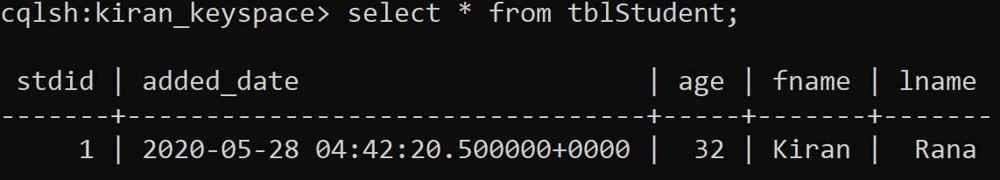 cqlsh:kiran_keyspace> select * from tblStudent;
 stdid | added_date                      | age | fname | lname
-------+---------------------------------+-----+-------+-------
     1 | 2020-05-28 04:42:20.500000+0000 |  32 | Kiran |  Rana